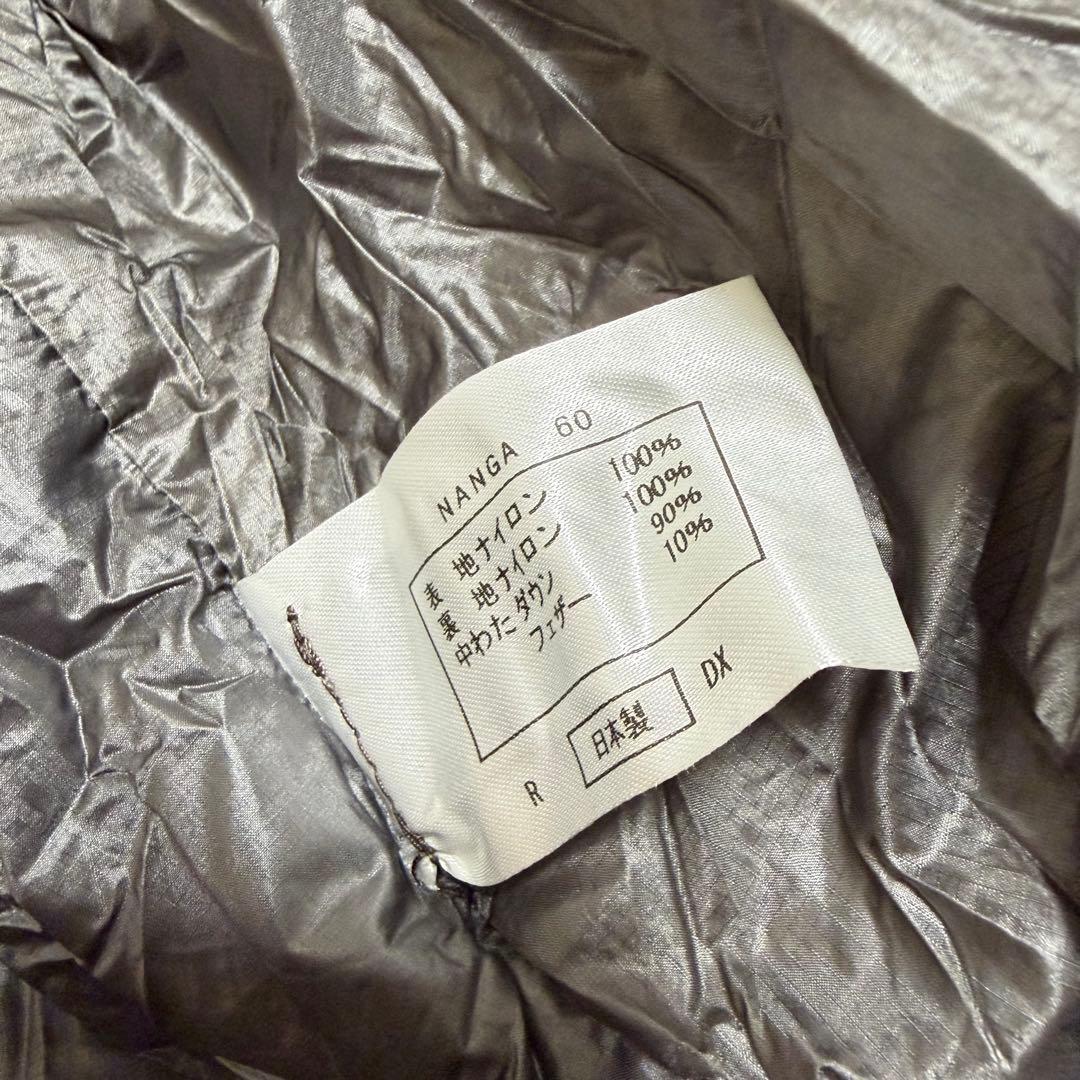 NANGA 60
表 地ナイロン 100%
裏 地ナイロン 100%
中わたダウン 90%
フェザー 10%
R 日本製 DX